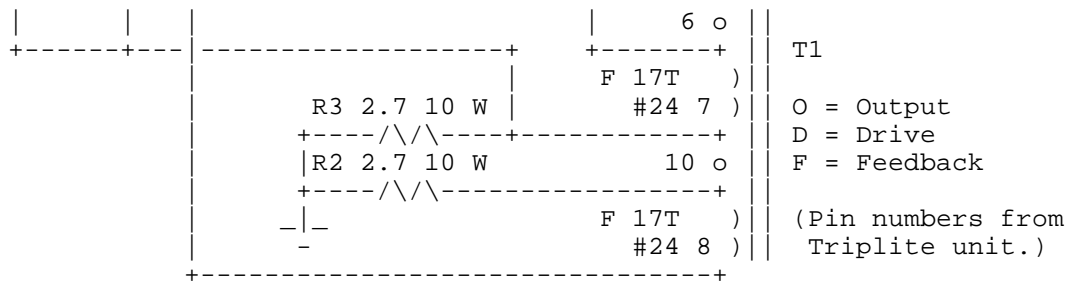 6 o
T1
F 17T )
R3 2.7 10 W #24 7 ) O = Output
D = Drive
R2 2.7 10 W 10 o F = Feedback
F 17T ) (Pin numbers from
#24 8 ) Triplite unit.)